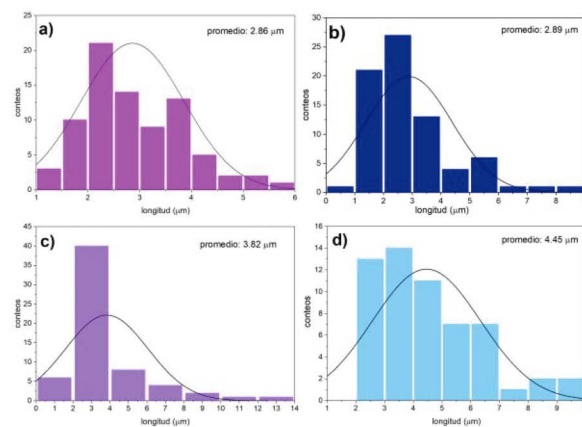 a)
promedio: 2.86 μm
conteos
25
20
15
10
5
0
1 2 3 4 5 6
longitud (μm)
b)
promedio: 2.89 μm
conteos
30
20
10
0
0 1 2 3 4 5 6 7 8
longitud (μm)
c)
promedio: 3.82 μm
conteos
45
40
35
30
25
20
15
10
5
0
0 1 2 3 4 5 6 7 8 9 10 11 12 13 14
longitud (μm)
d)
promedio: 4.45 μm
conteos
16
14
12
10
8
6
4
2
0
1 2 3 4 5 6 7 8 9
longitud (μm)